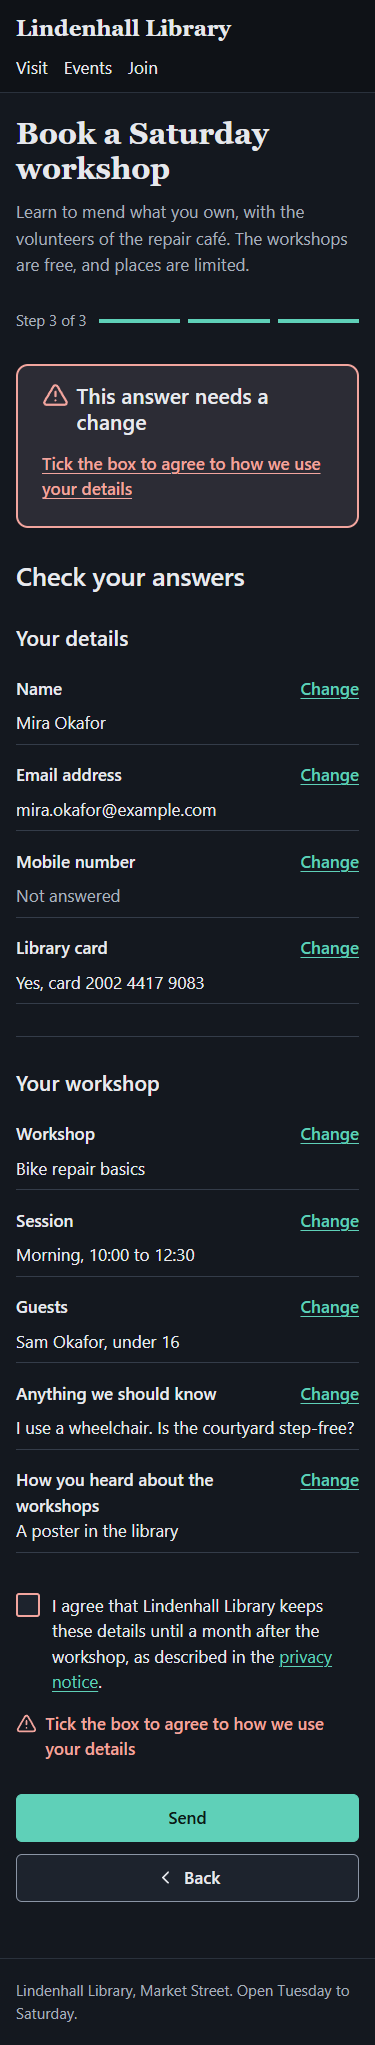 Lindenhall Library
Visit Events Join
Book a Saturday
workshop
Learn to mend what you own, with the
volunteers of the repair café. The workshops
are free, and places are limited.
Step 3 of 3
This answer needs a
change
Tick the box to agree to how we use
your details
Check your answers
Your details
Name Change
Mira Okafor
Email address Change
mira.okafor@example.com
Mobile number Change
Not answered
Library card Change
Yes, card 2002 4417 9083
Your workshop
Workshop Change
Bike repair basics
Session Change
Morning, 10:00 to 12:30
Guests Change
Sam Okafor, under 16
Anything we should know Change
I use a wheelchair. Is the courtyard step-free?
How you heard about the Change
workshops
A poster in the library
I agree that Lindenhall Library keeps
these details until a month after the
workshop, as described in the privacy
notice.
Tick the box to agree to how we use
your details
Send
Back
Lindenhall Library, Market Street. Open Tuesday to
Saturday.